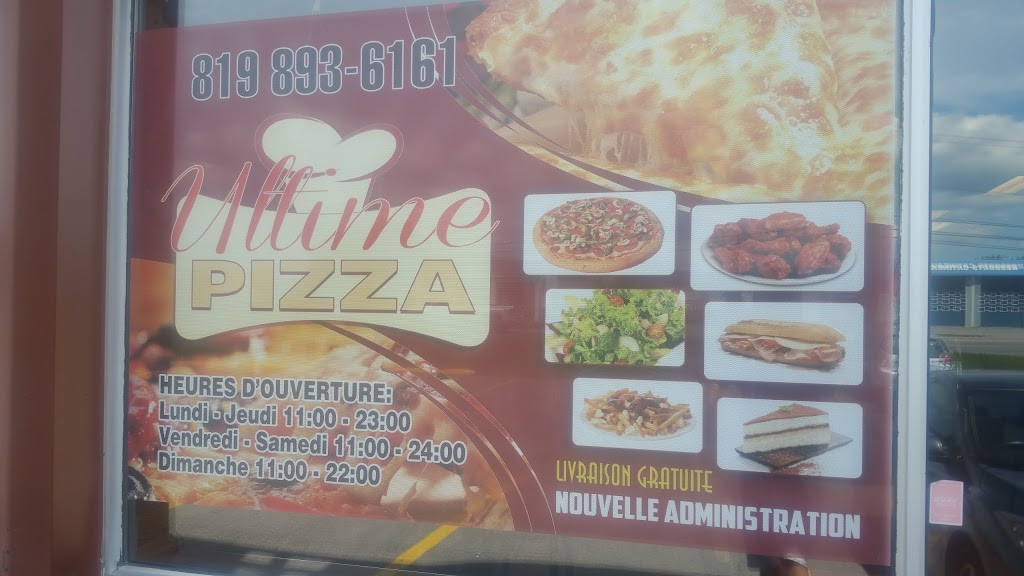 819 893-6161
Ultime
PIZZA
HEURES D'OUVERTURE:
Lundi - Jeudi 11:00 - 23:00
Vendredi - Samedi 11:00 - 24:00
Dimanche 11:00 - 22:00
LIVRAISON GRATUITE
NOUVELLE ADMINISTRATION